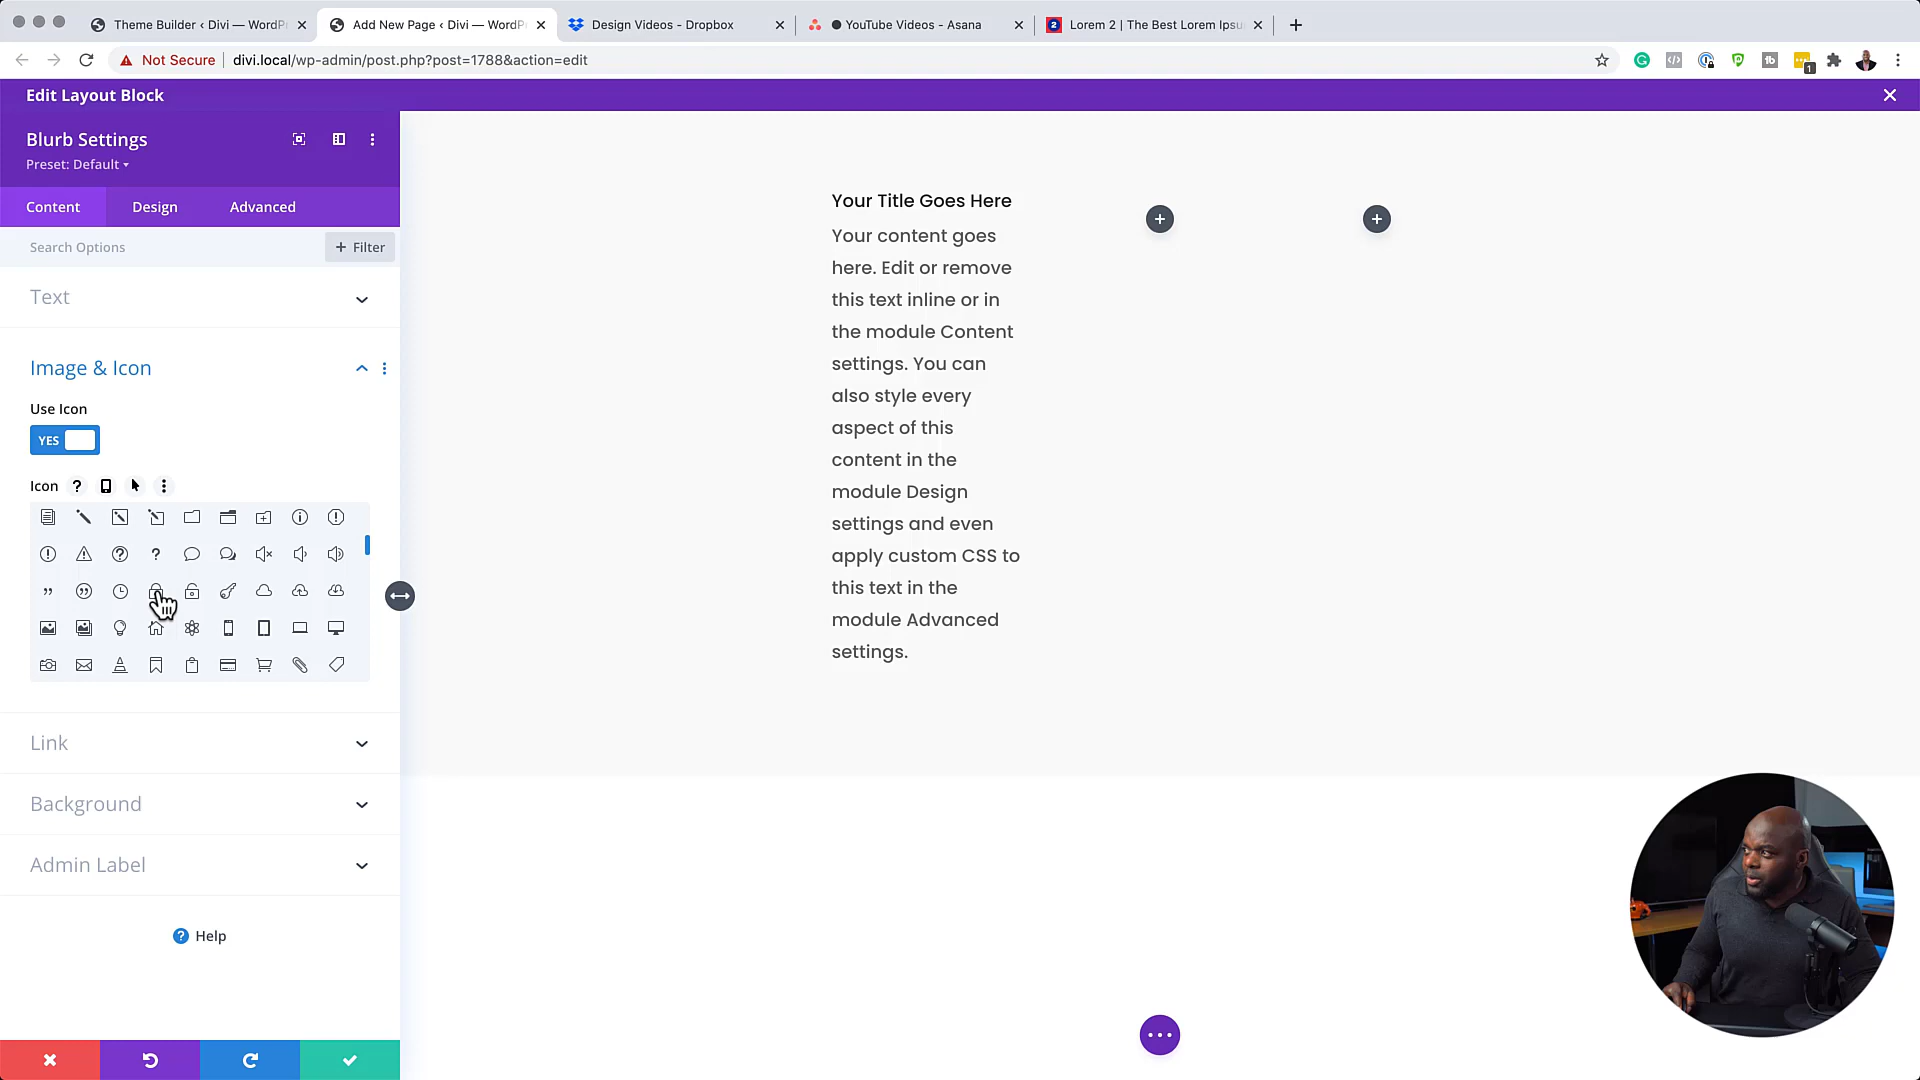 Theme Builder ‹ Divi — WordPr
Add New Page ‹ Divi — WordPr
Design Videos - Dropbox
YouTube Videos - Asana
2
Lorem 2 | The Best Lorem Ipsu
Not Secure
divi.local/wp-admin/post.php?post=1788&action=edit
1
Edit Layout Block
Blurb Settings
Preset: Default
Content
Design
Advanced
Search Options
+ Filter
Text
Image & Icon
Use Icon
YES
Icon
Link
Background
Admin Label
Help
Your Title Goes Here
Your content goes
here. Edit or remove
this text inline or in
the module Content
settings. You can
also style every
aspect of this
content in the
module Design
settings and even
apply custom CSS to
this text in the
module Advanced
settings.